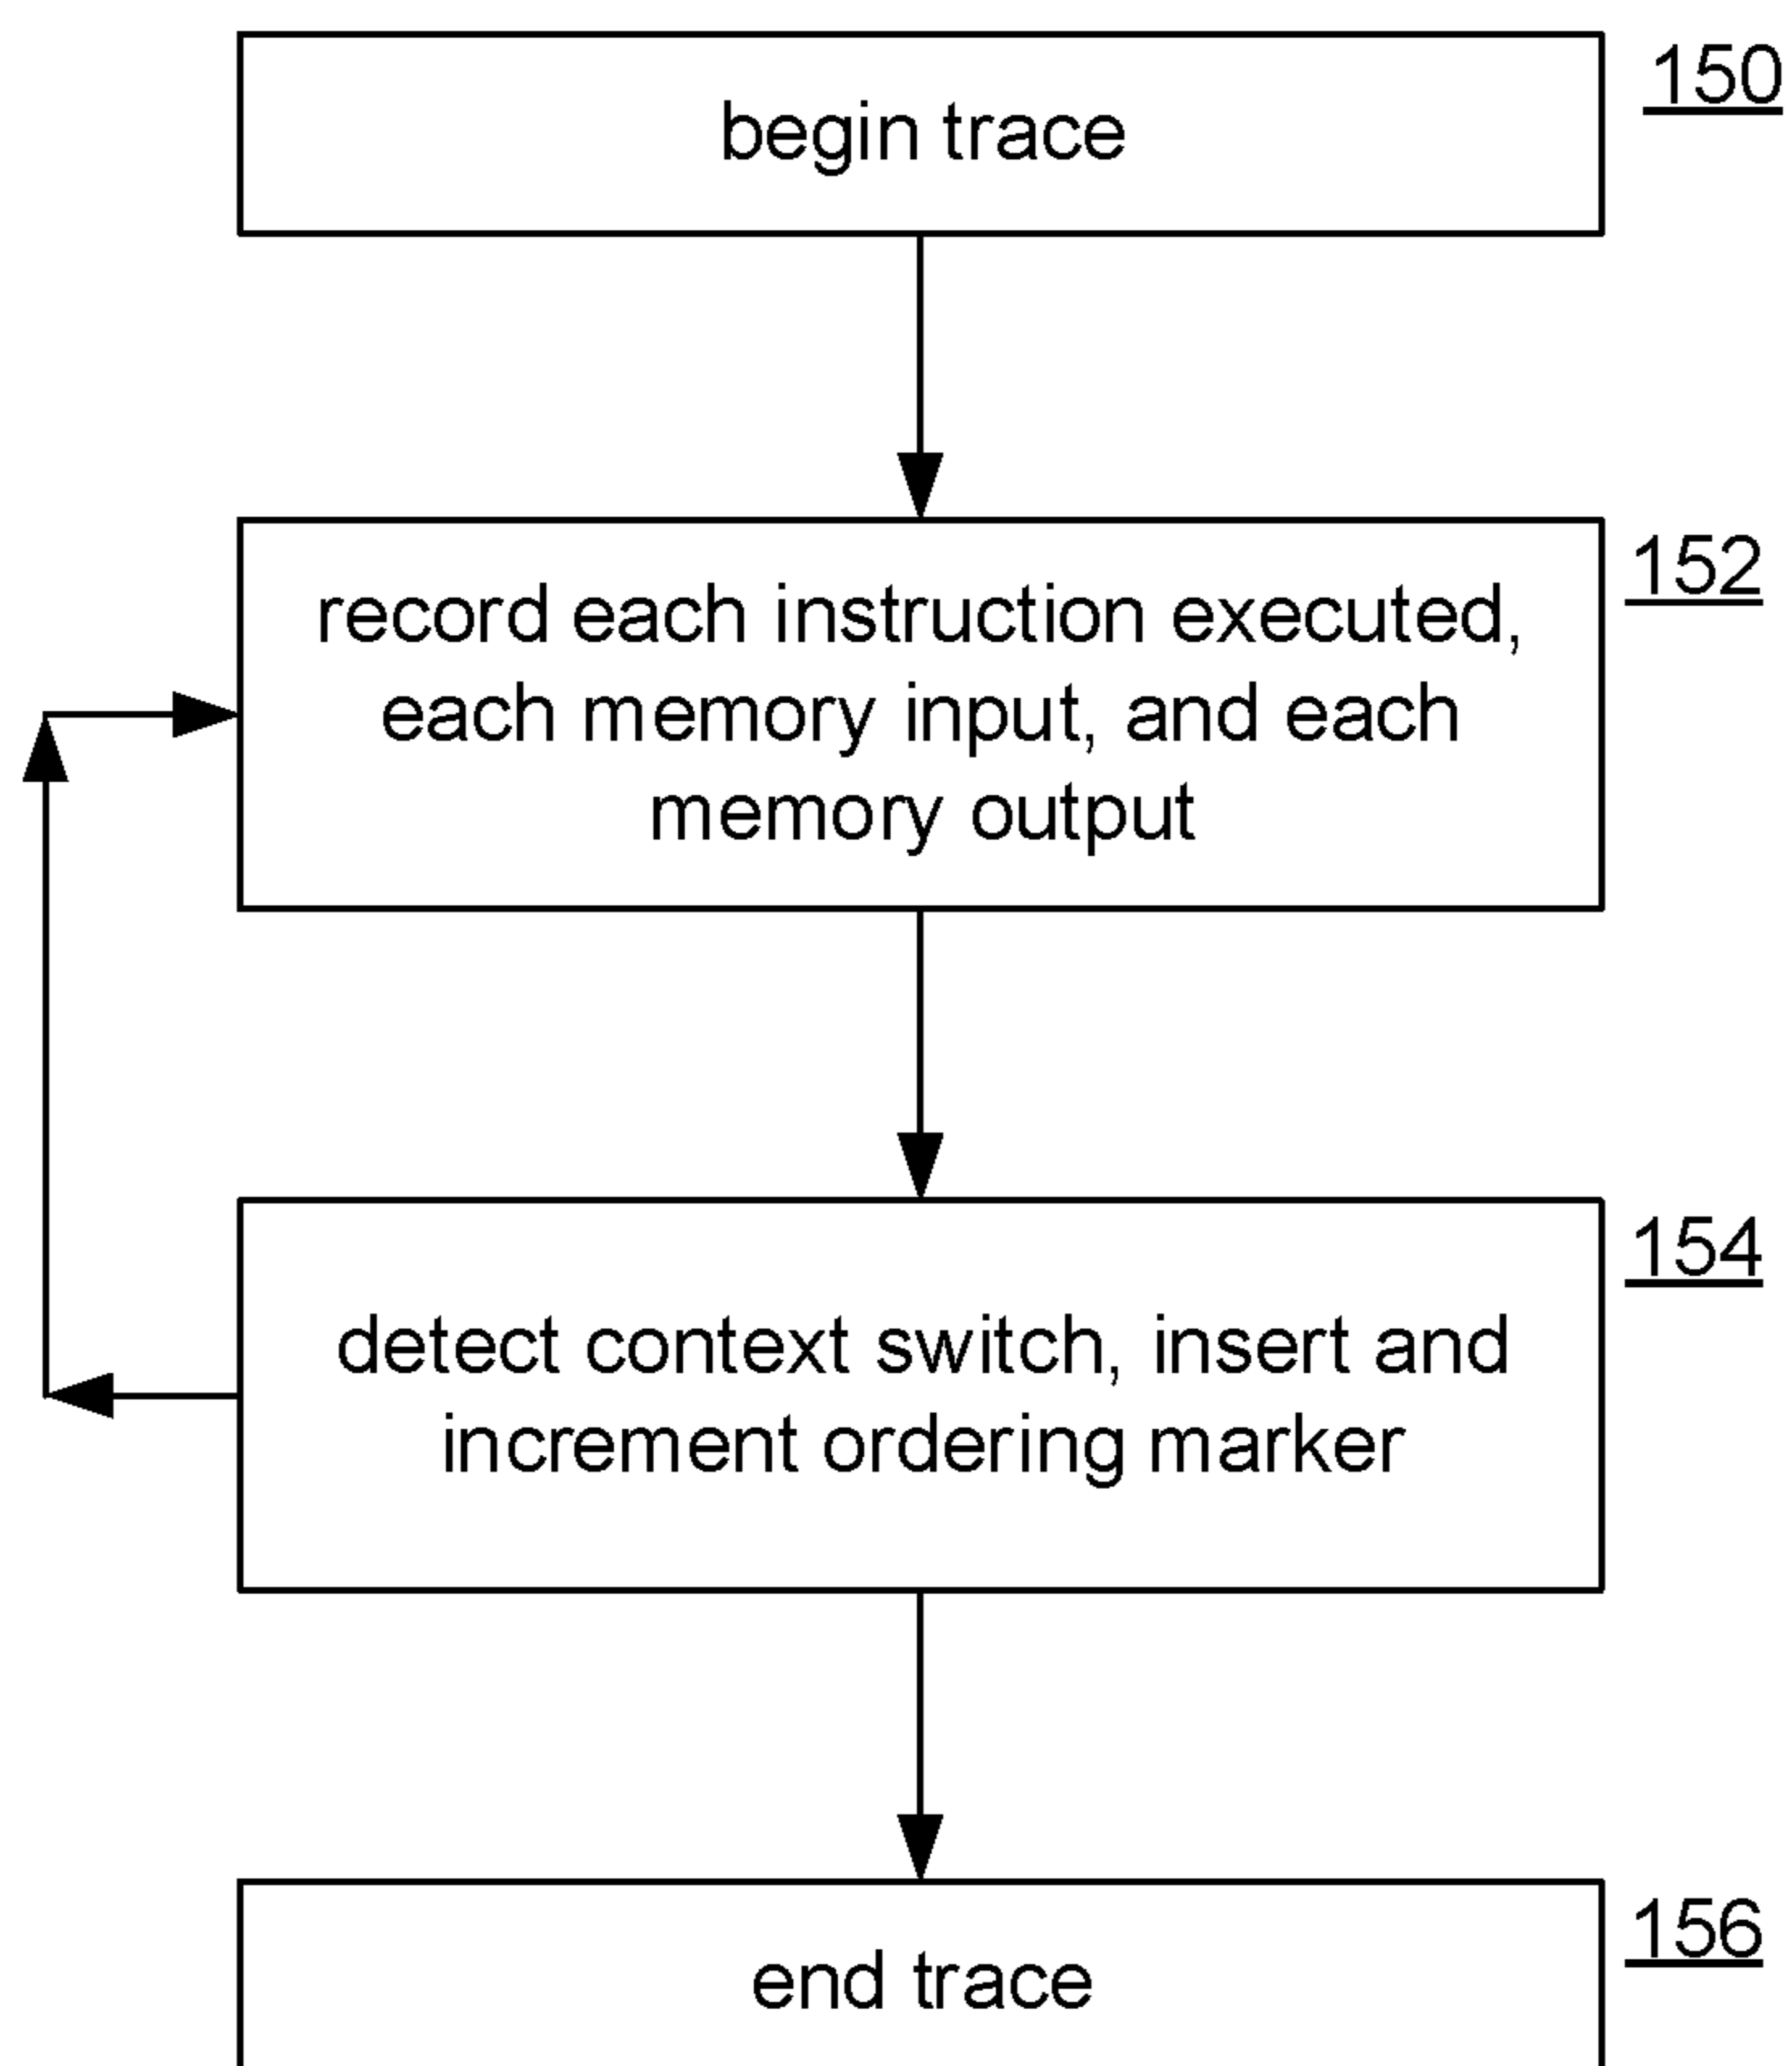 begin trace
150
record each instruction executed,
each memory input, and each
memory output
152
detect context switch, insert and
increment ordering marker
154
end trace
156